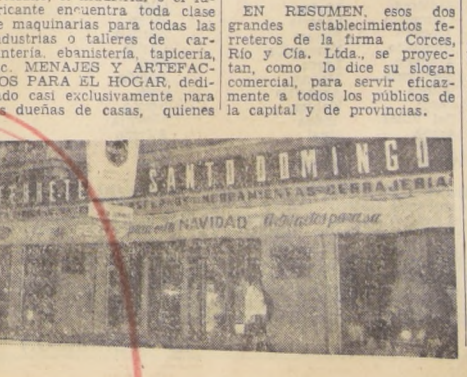 ricante encuentra toda clase
maquinarias para todas las
ndustrias o talleres de car-
intería, ebanistería, tapicería,
c. MENAJES Y ARTEFAC-
OS PARA EL HOGAR, dedi-
ado casi exclusivamente para
s dueñas de casas, quienes
EN RESUMEN, esos dos
grandes establecimientos fe-
rreteros de la firma Corces,
Río y Cía. Ltda., se proyec-
tan, como lo dice su slogan
comercial, para servir eficaz-
mente a todos los públicos de
la capital y de provincias.
SANTO DOMINGO
HERRAMIENTAS-CERRAJERIA
NAVIDAD